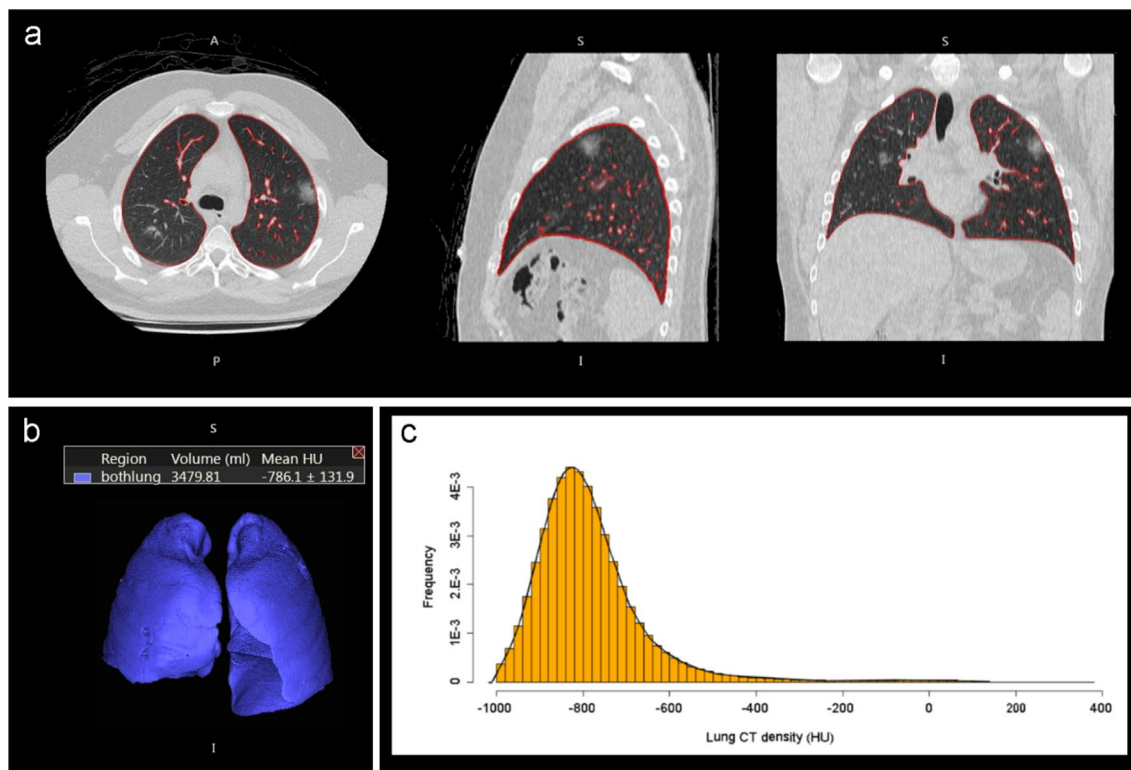 a
A
P
S
I
S
I
b
S
Region Volume (ml) Mean HU
bothlung 3479.81 -786.1 ± 131.9
I
c
Frequency
4E-3
3E-3
2.E-3
1E-3
0
-1000 -800 -600 -400 -200 0 200 400
Lung CT density (HU)